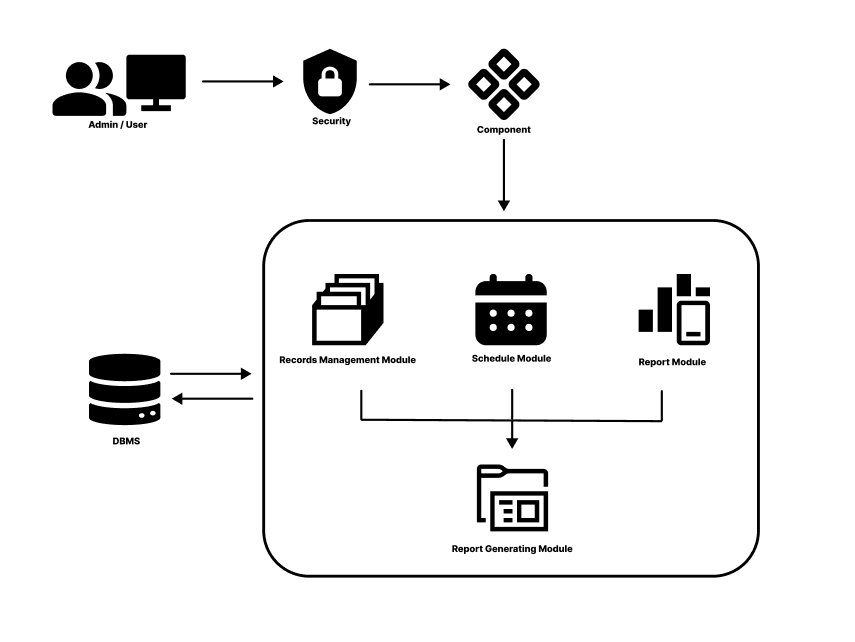 Admin / User
Security
Component
Records Management Module
Schedule Module
Report Module
DBMS
Report Generating Module